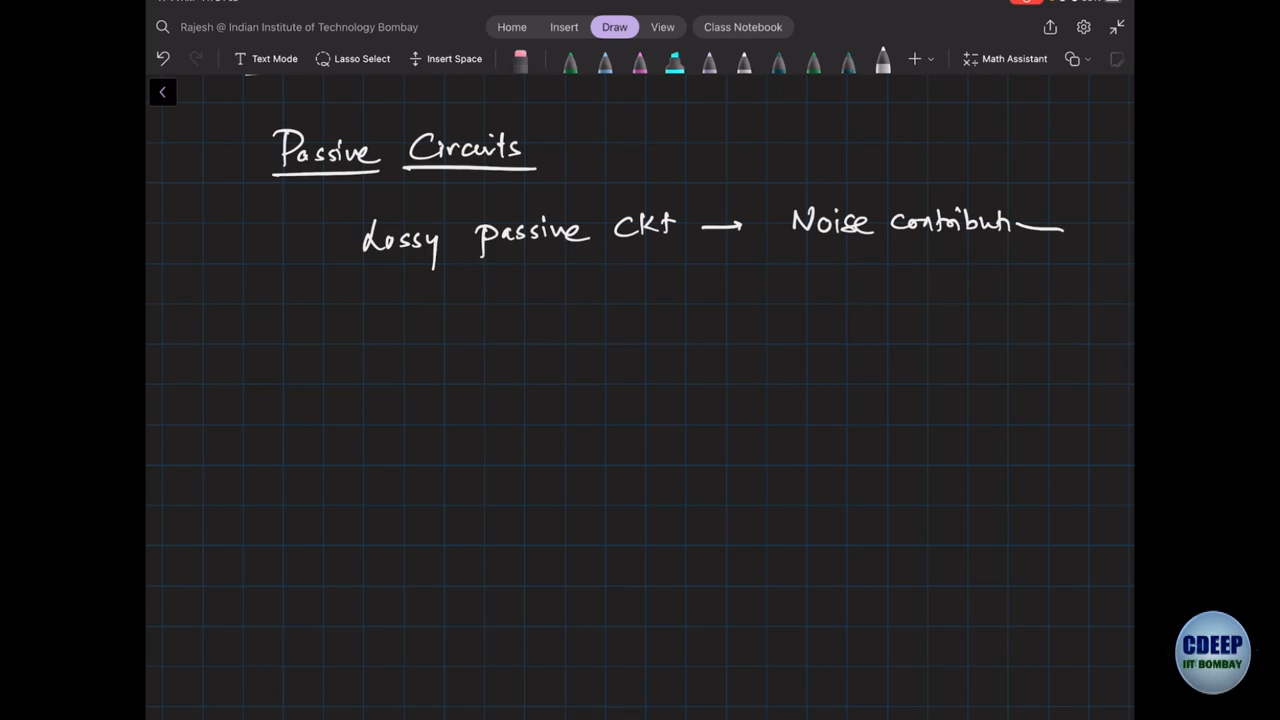 Rajesh @ Indian Institute of Technology Bombay Home Insert Draw View Class Notebook
Text Mode Lasso Select Insert Space Math Assistant
Passive Circuits
Lossy passive ckt → Noise contributi
CDEEP
IIT BOMBAY